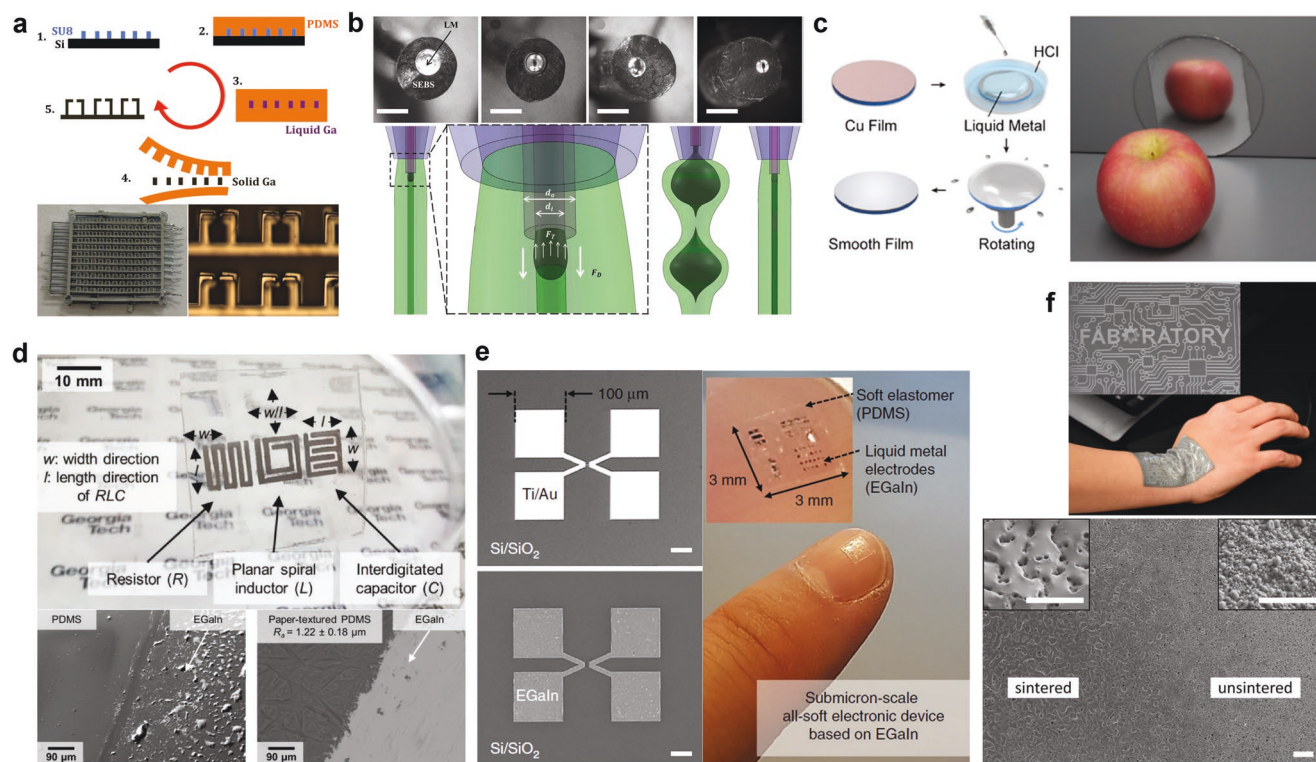 a
1.
SU8
Si
2.
PDMS
3.
Liquid Ga
5.
4.
Solid Ga
b
LM
SEBS
dₒ
dᵢ
F_γ
F_D
c
HCl
Cu Film
Liquid Metal
Smooth Film
Rotating
d
10 mm
w
l
w/l
l
w
w: width direction
l: length direction
of RLC
Georgia
Tech
Resistor (R)
Planar spiral
inductor (L)
Interdigitated
capacitor (C)
PDMS
EGaIn
90 μm
Paper-textured PDMS
Rₐ = 1.22 ± 0.18 μm
EGaIn
90 μm
e
100 μm
Ti/Au
Si/SiO₂
EGaIn
Si/SiO₂
Soft elastomer
(PDMS)
Liquid metal
electrodes
(EGaIn)
3 mm
3 mm
Submicron-scale
all-soft electronic device
based on EGaIn
f
FABORATORY
sintered
unsintered